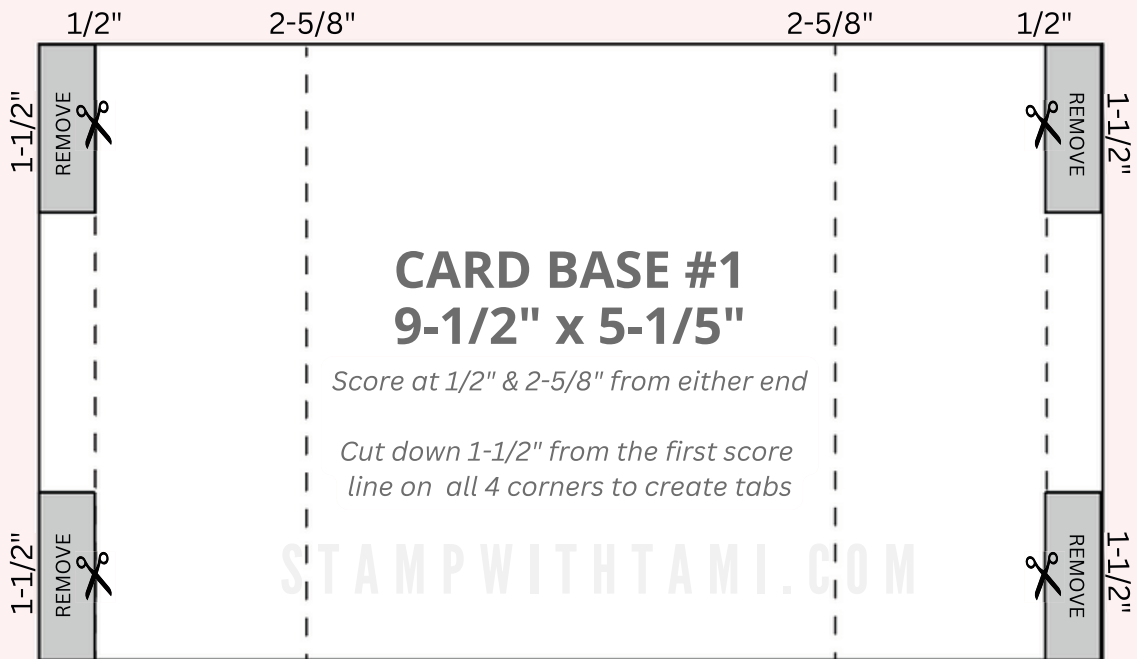 1/2" 2-5/8" 2-5/8" 1/2"
1-1/2" REMOVE REMOVE 1-1/2"
CARD BASE #1
9-1/2" x 5-1/5"
Score at 1/2" & 2-5/8" from either end
Cut down 1-1/2" from the first score
line on all 4 corners to create tabs
1-1/2" REMOVE REMOVE 1-1/2"
STAMPWITHTAMI.COM